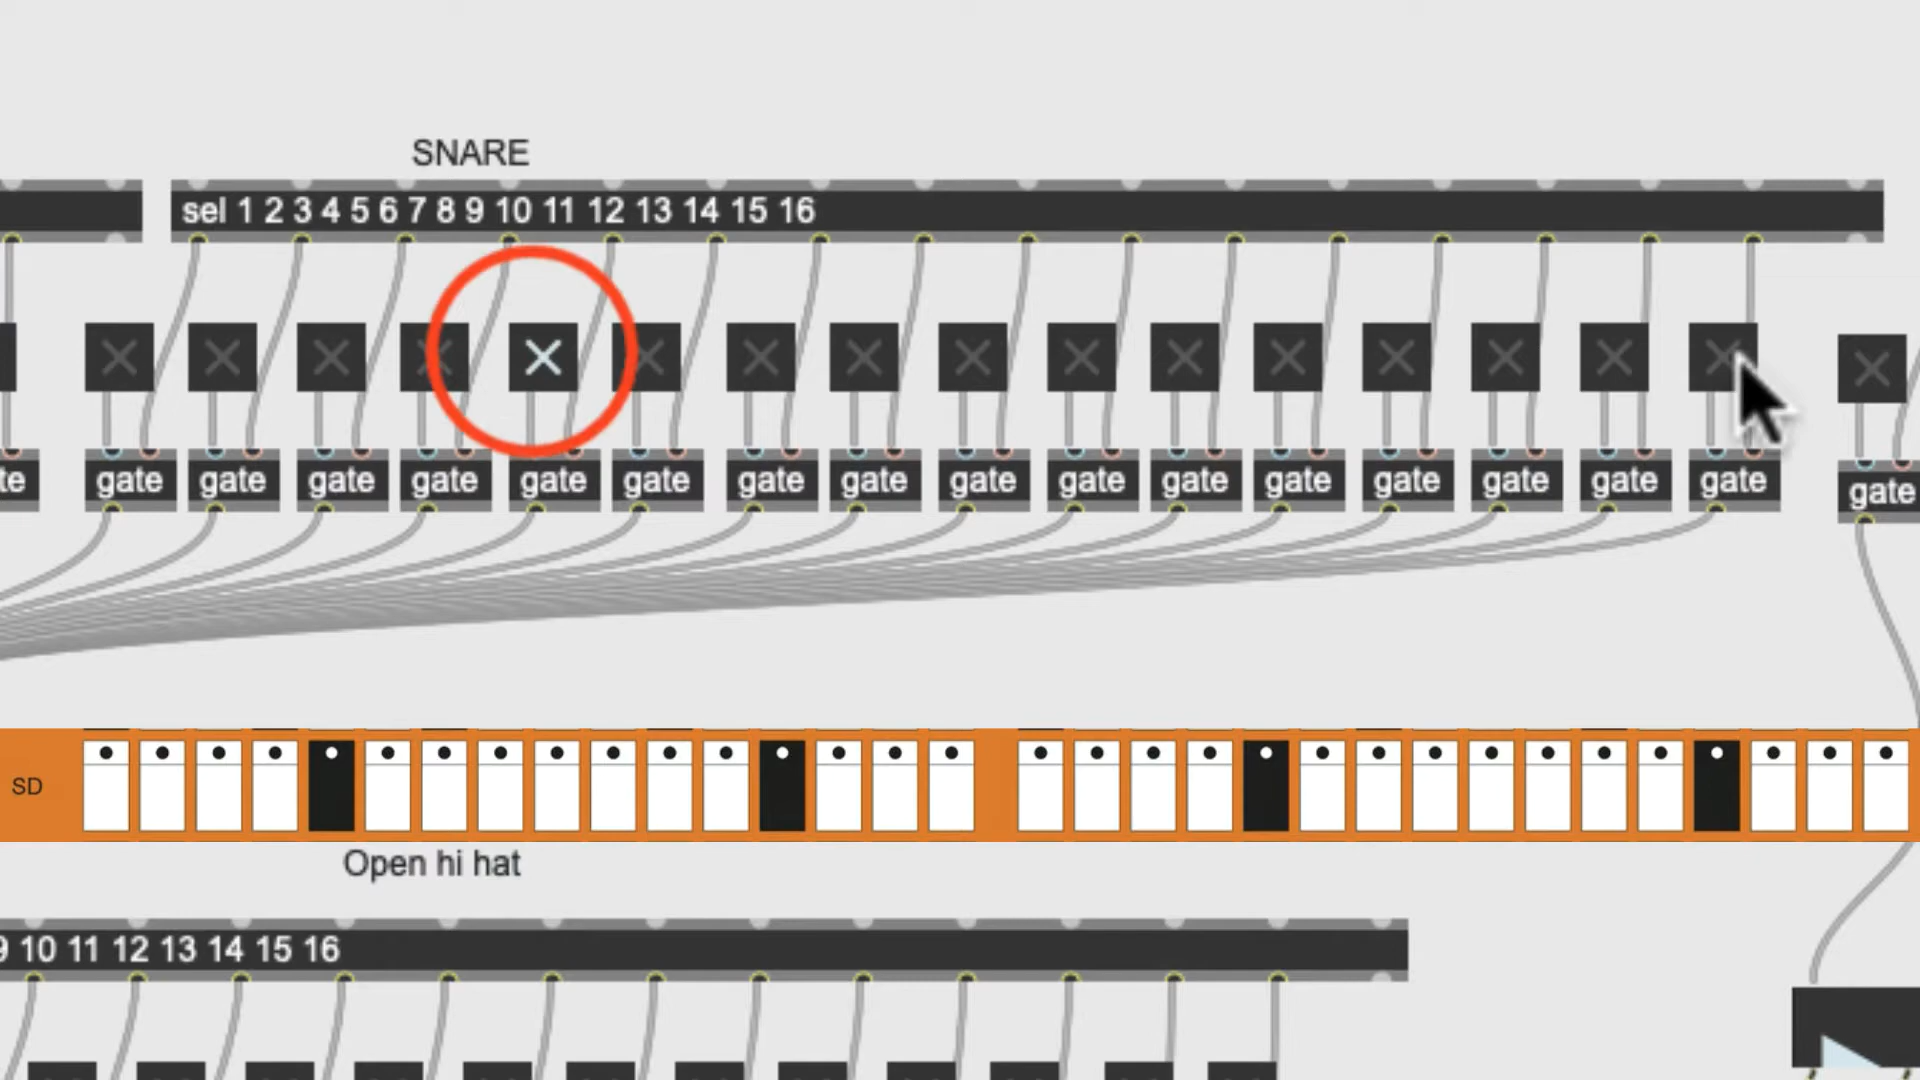 SNARE
sel 1 2 3 4 5 6 7 8 9 10 11 12 13 14 15 16
te gate gate gate gate gate gate gate gate gate gate gate gate gate gate gate gate gate
SD
Open hi hat
9 10 11 12 13 14 15 16